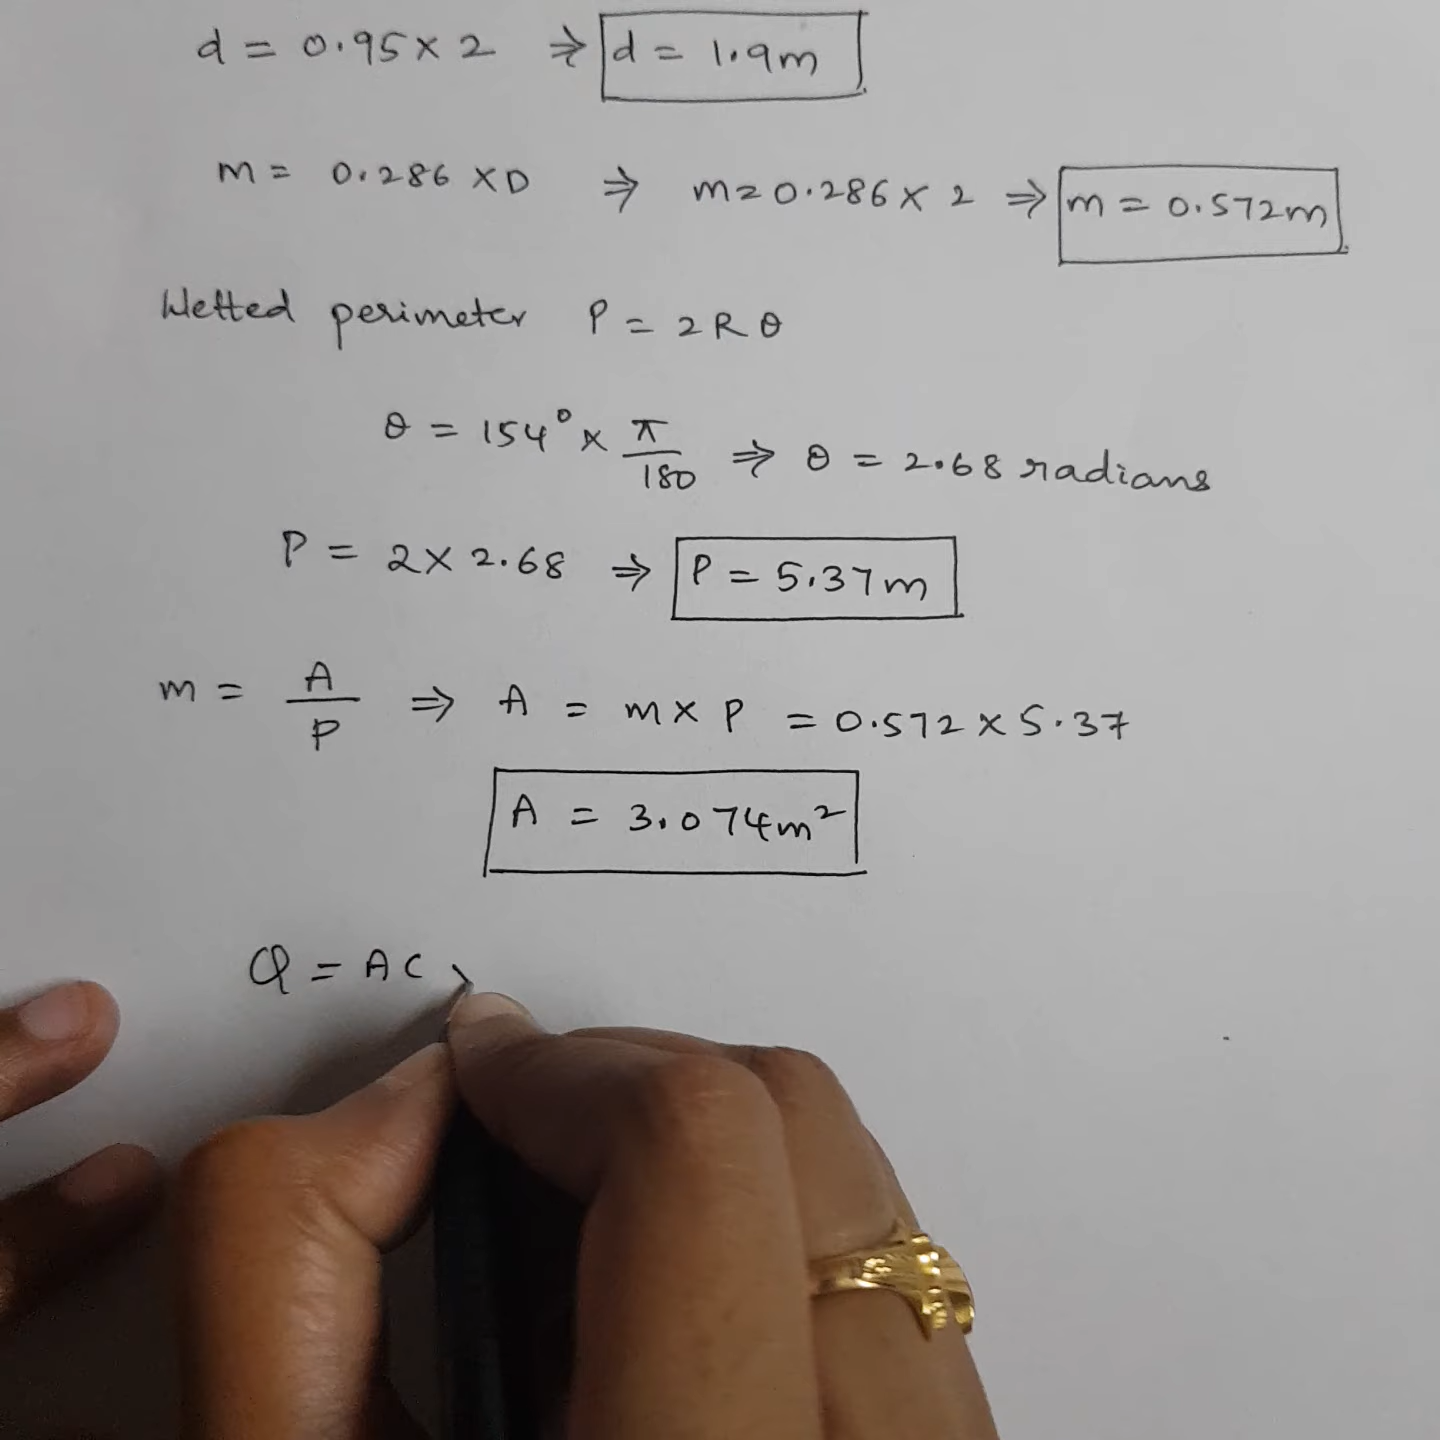 d = 0.95 × 2 ⇒ d = 1.9m
m = 0.286 × D ⇒ m = 0.286 × 2 ⇒ m = 0.572m
Wetted perimeter P = 2Rθ
θ = 154° × π/180 ⇒ θ = 2.68 radians
P = 2 × 2.68 ⇒ P = 5.37m
m = A/P ⇒ A = m × P = 0.572 × 5.37
A = 3.074m²
Q = AC